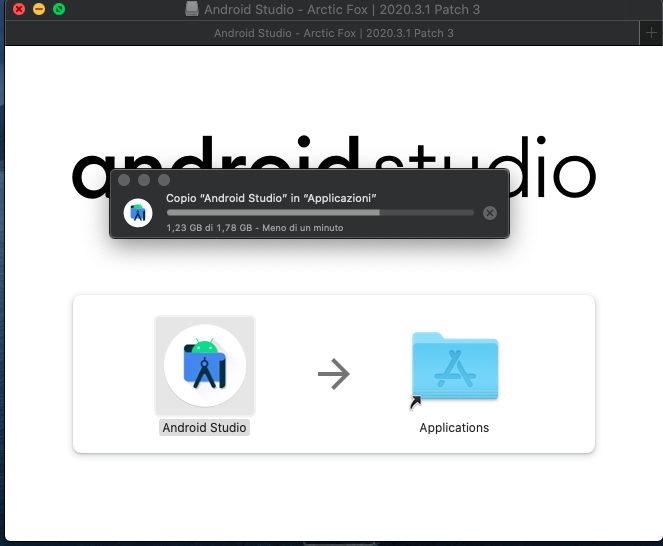 Android Studio - Arctic Fox | 2020.3.1 Patch 3
Android Studio - Arctic Fox | 2020.3.1 Patch 3
android studio
Copio “Android Studio” in “Applicazioni”
1,23 GB di 1,78 GB - Meno di un minuto
Android Studio
Applications